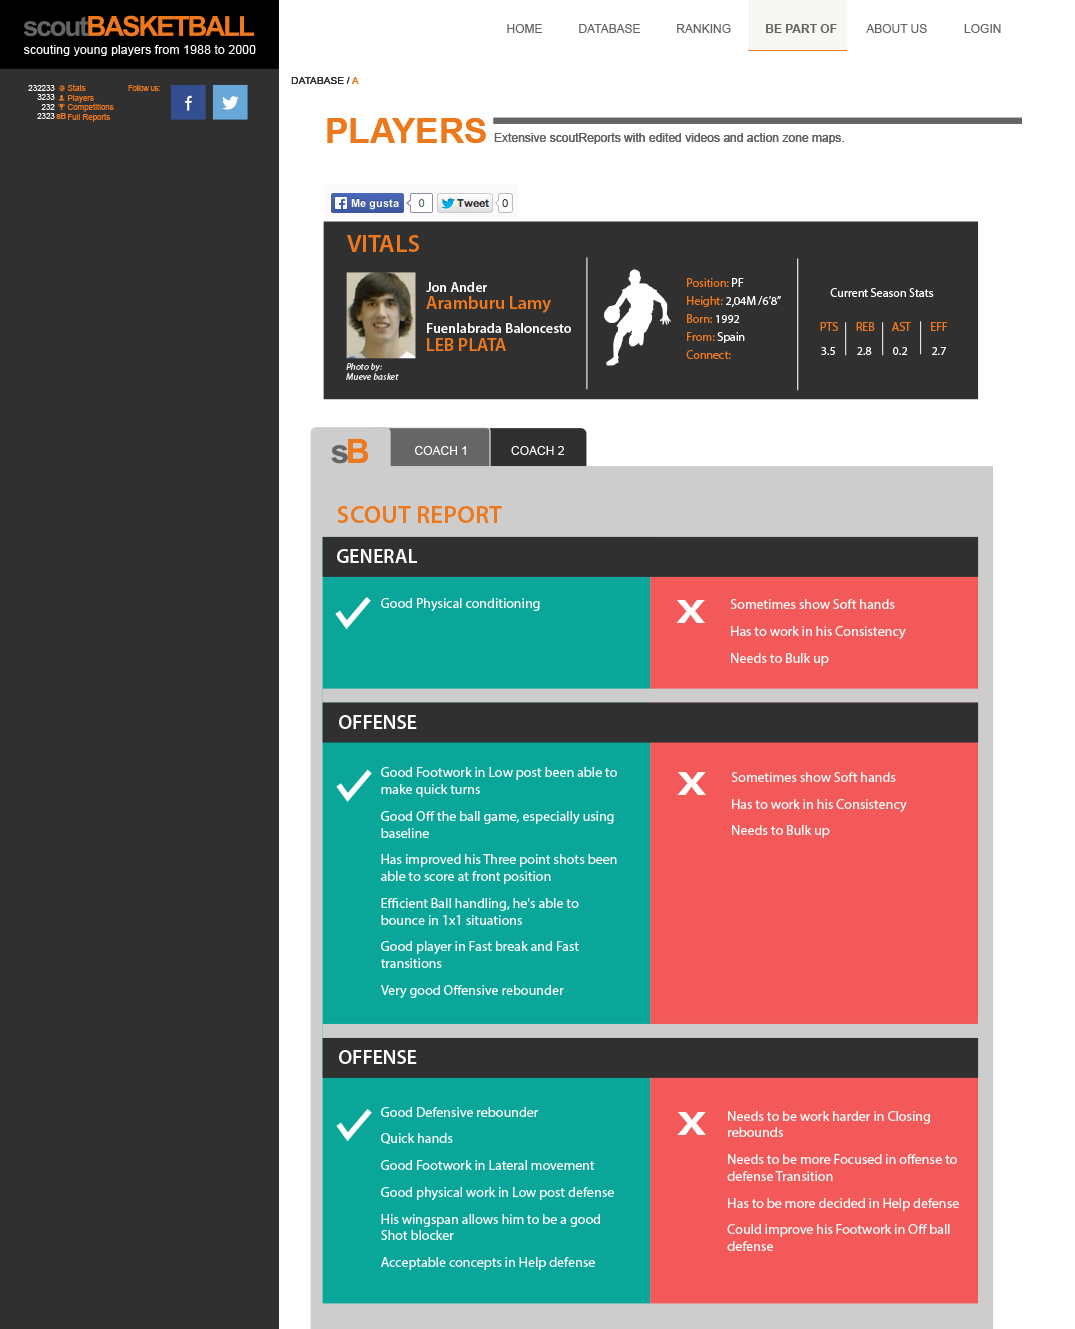 scoutBASKETBALL
scouting young players from 1988 to 2000
HOME DATABASE RANKING BE PART OF ABOUT US LOGIN
232233 Stats
3233 Players
232 Competitions
2323 sB Full Reports
Follow us:
f
DATABASE / A
PLAYERS
Extensive scoutReports with edited videos and action zone maps.
f Me gusta 0 Tweet 0
VITALS
Jon Ander
Aramburu Lamy
Fuenlabrada Baloncesto
LEB PLATA
Photo by:
Mueve basket
Position: PF
Height: 2,04M /6'8"
Born: 1992
From: Spain
Connect:
Current Season Stats
PTS REB AST EFF
3.5 2.8 0.2 2.7
sB COACH 1 COACH 2
SCOUT REPORT
GENERAL
Good Physical conditioning
Sometimes show Soft hands
Has to work in his Consistency
Needs to Bulk up
OFFENSE
Good Footwork in Low post been able to
make quick turns
Good Off the ball game, especially using
baseline
Has improved his Three point shots been
able to score at front position
Efficient Ball handling, he's able to
bounce in 1x1 situations
Good player in Fast break and Fast
transitions
Very good Offensive rebounder
Sometimes show Soft hands
Has to work in his Consistency
Needs to Bulk up
OFFENSE
Good Defensive rebounder
Quick hands
Good Footwork in Lateral movement
Good physical work in Low post defense
His wingspan allows him to be a good
Shot blocker
Acceptable concepts in Help defense
Needs to be work harder in Closing
rebounds
Needs to be more Focused in offense to
defense Transition
Has to be more decided in Help defense
Could improve his Footwork in Off ball
defense